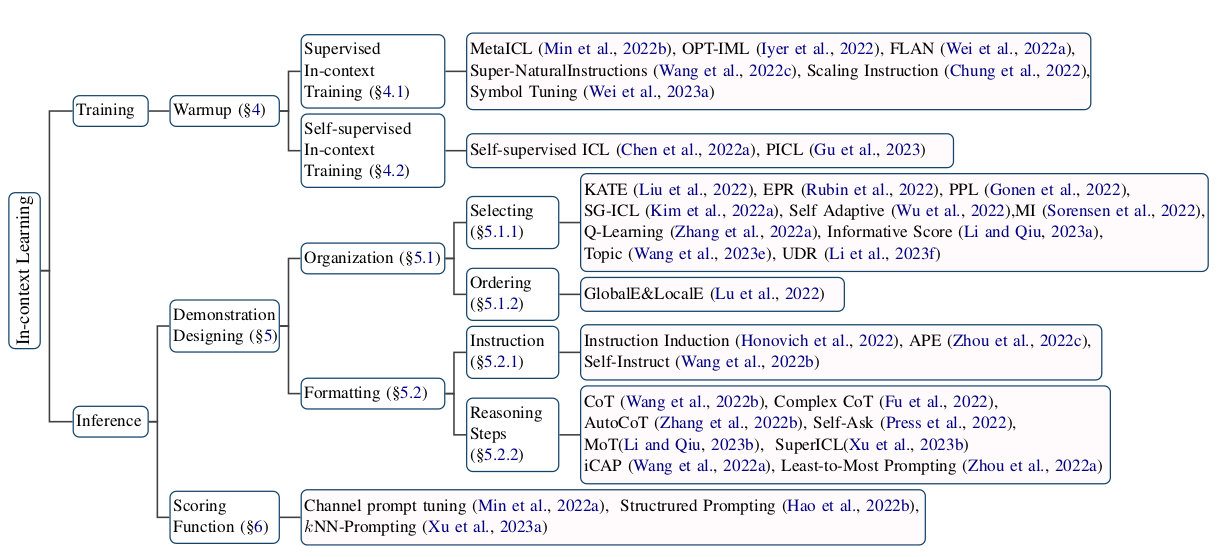 In-context Learning
Training
Warmup (§4)
Supervised
In-context
Training (§4.1)
MetaICL (Min et al., 2022b), OPT-IML (Iyer et al., 2022), FLAN (Wei et al., 2022a),
Super-NaturalInstructions (Wang et al., 2022c), Scaling Instruction (Chung et al., 2022),
Symbol Tuning (Wei et al., 2023a)
Self-supervised
In-context
Training (§4.2)
Self-supervised ICL (Chen et al., 2022a), PICL (Gu et al., 2023)
Inference
Demonstration
Designing (§5)
Organization (§5.1)
Selecting
(§5.1.1)
KATE (Liu et al., 2022), EPR (Rubin et al., 2022), PPL (Gonen et al., 2022),
SG-ICL (Kim et al., 2022a), Self Adaptive (Wu et al., 2022),MI (Sorensen et al., 2022),
Q-Learning (Zhang et al., 2022a), Informative Score (Li and Qiu, 2023a),
Topic (Wang et al., 2023e), UDR (Li et al., 2023f)
Ordering
(§5.1.2)
GlobalE&LocalE (Lu et al., 2022)
Formatting (§5.2)
Instruction
(§5.2.1)
Instruction Induction (Honovich et al., 2022), APE (Zhou et al., 2022c),
Self-Instruct (Wang et al., 2022b)
Reasoning
Steps
(§5.2.2)
CoT (Wang et al., 2022b), Complex CoT (Fu et al., 2022),
AutoCoT (Zhang et al., 2022b), Self-Ask (Press et al., 2022),
MoT(Li and Qiu, 2023b), SuperICL(Xu et al., 2023b)
iCAP (Wang et al., 2022a), Least-to-Most Prompting (Zhou et al., 2022a)
Scoring
Function (§6)
Channel prompt tuning (Min et al., 2022a), Structrured Prompting (Hao et al., 2022b),
kNN-Prompting (Xu et al., 2023a)